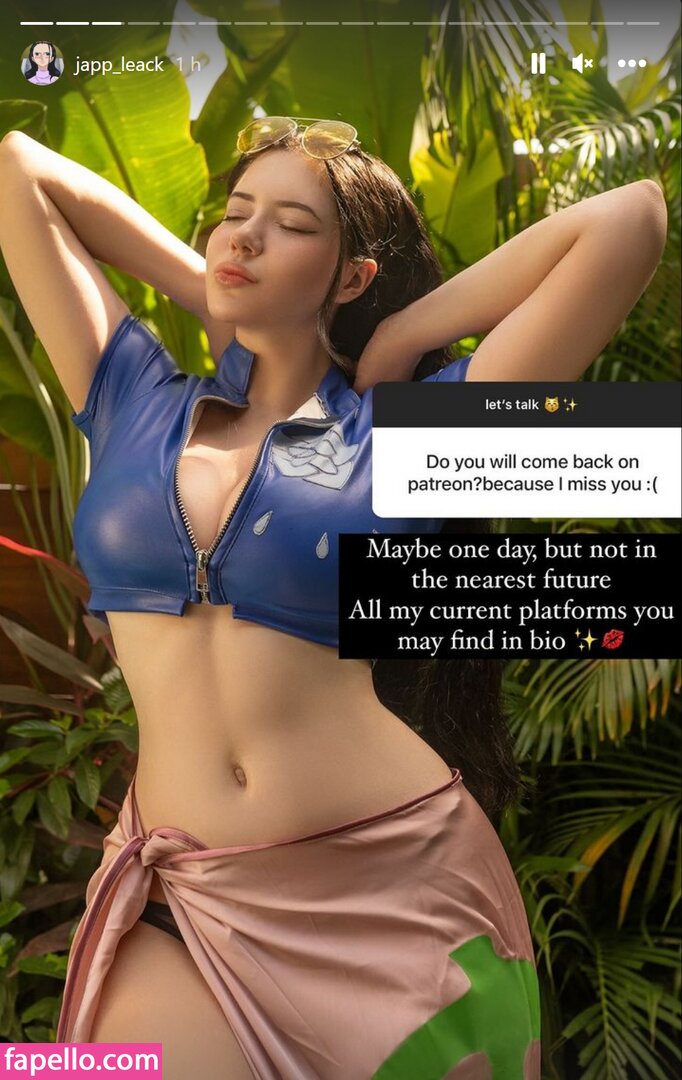 japp_leack 1 h
let's talk 😽✨
Do you will come back on
patreon?because I miss you :(
Maybe one day, but not in
the nearest future
All my current platforms you
may find in bio ✨💋
fapello.com